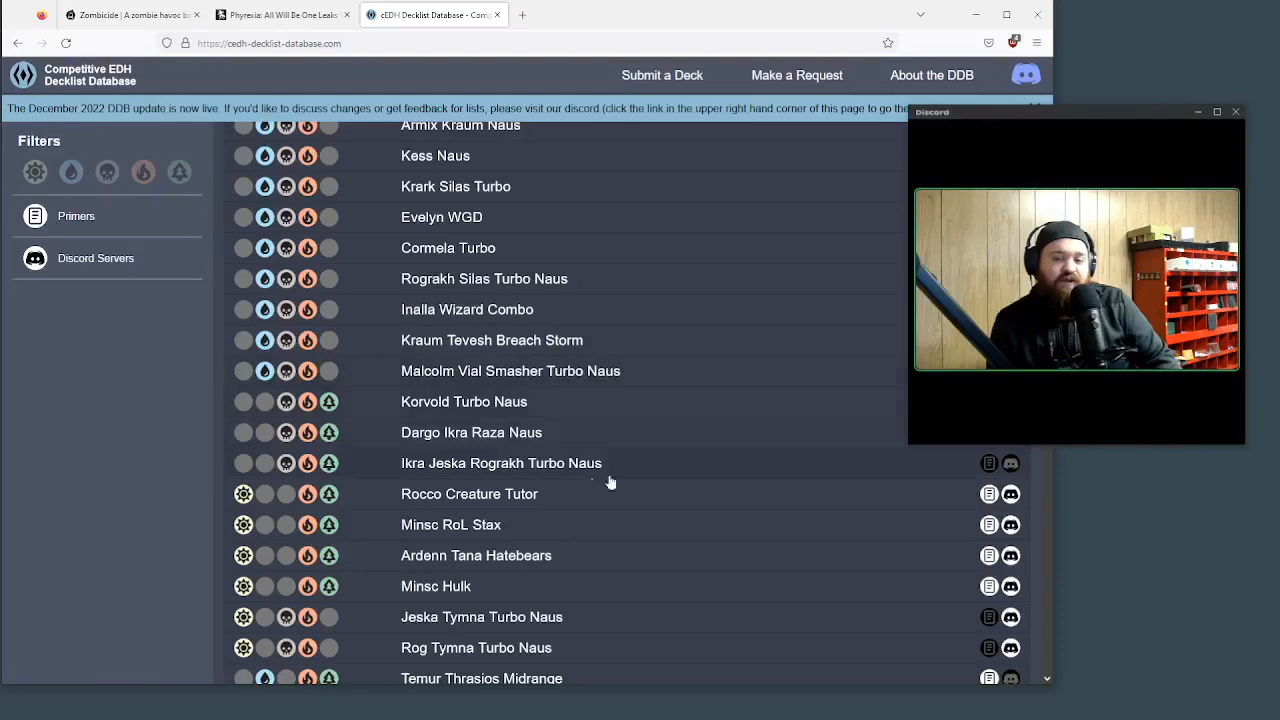 Zombicide | A zombie havoc b
Phyrexia: All Will Be One Leaks
cEDH Decklist Database - Comp
https://cedh-decklist-database.com
4
Competitive EDH
Decklist Database
Submit a Deck
Make a Request
About the DDB
The December 2022 DDB update is now live. If you'd like to discuss changes or get feedback for lists, please visit our discord (click the link in the upper right hand corner of this page to go the
Discord
Filters
Primers
Discord Servers
Armix Kraum Naus
Kess Naus
Krark Silas Turbo
Evelyn WGD
Cormela Turbo
Rograkh Silas Turbo Naus
Inalla Wizard Combo
Kraum Tevesh Breach Storm
Malcolm Vial Smasher Turbo Naus
Korvold Turbo Naus
Dargo Ikra Raza Naus
Ikra Jeska Rograkh Turbo Naus
Rocco Creature Tutor
Minsc RoL Stax
Ardenn Tana Hatebears
Minsc Hulk
Jeska Tymna Turbo Naus
Rog Tymna Turbo Naus
Temur Thrasios Midrange